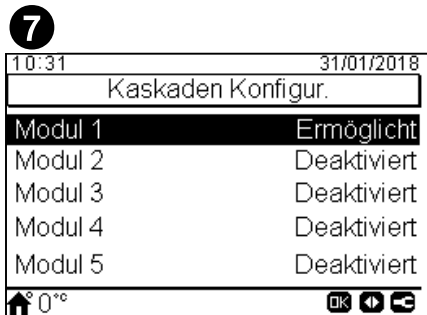 7
10:31 31/01/2018
Kaskaden Konfigur.
Modul 1 Ermöglicht
Modul 2 Deaktiviert
Modul 3 Deaktiviert
Modul 4 Deaktiviert
Modul 5 Deaktiviert
0°c OK